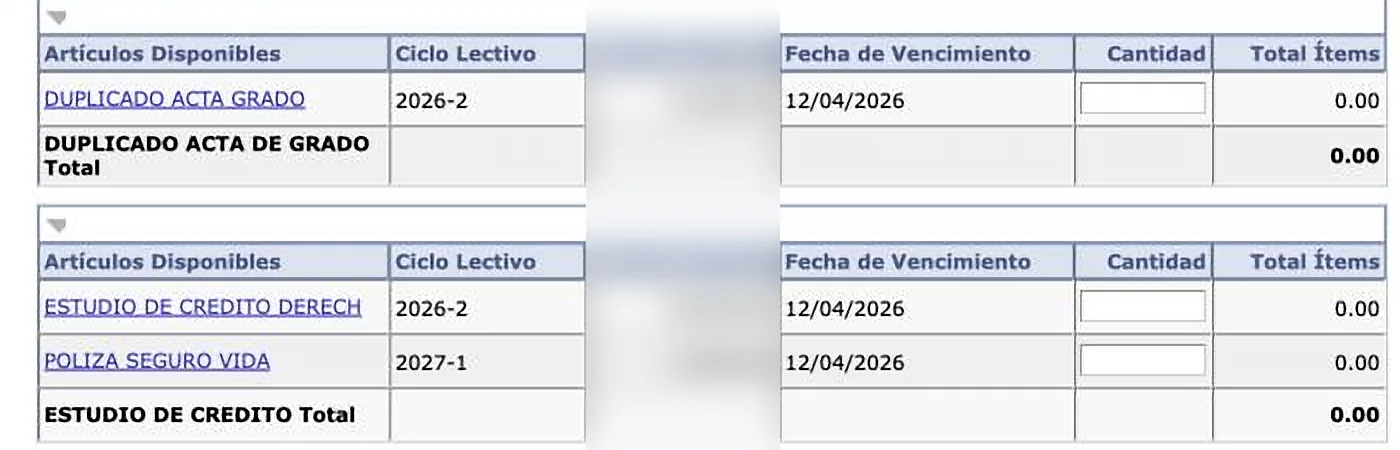 Artículos Disponibles Ciclo Lectivo Fecha de Vencimiento Cantidad Total Ítems
DUPLICADO ACTA GRADO 2026-2 12/04/2026 0.00
DUPLICADO ACTA DE GRADO
Total 0.00
Artículos Disponibles Ciclo Lectivo Fecha de Vencimiento Cantidad Total Ítems
ESTUDIO DE CREDITO DERECH 2026-2 12/04/2026 0.00
POLIZA SEGURO VIDA 2027-1 12/04/2026 0.00
ESTUDIO DE CREDITO Total 0.00